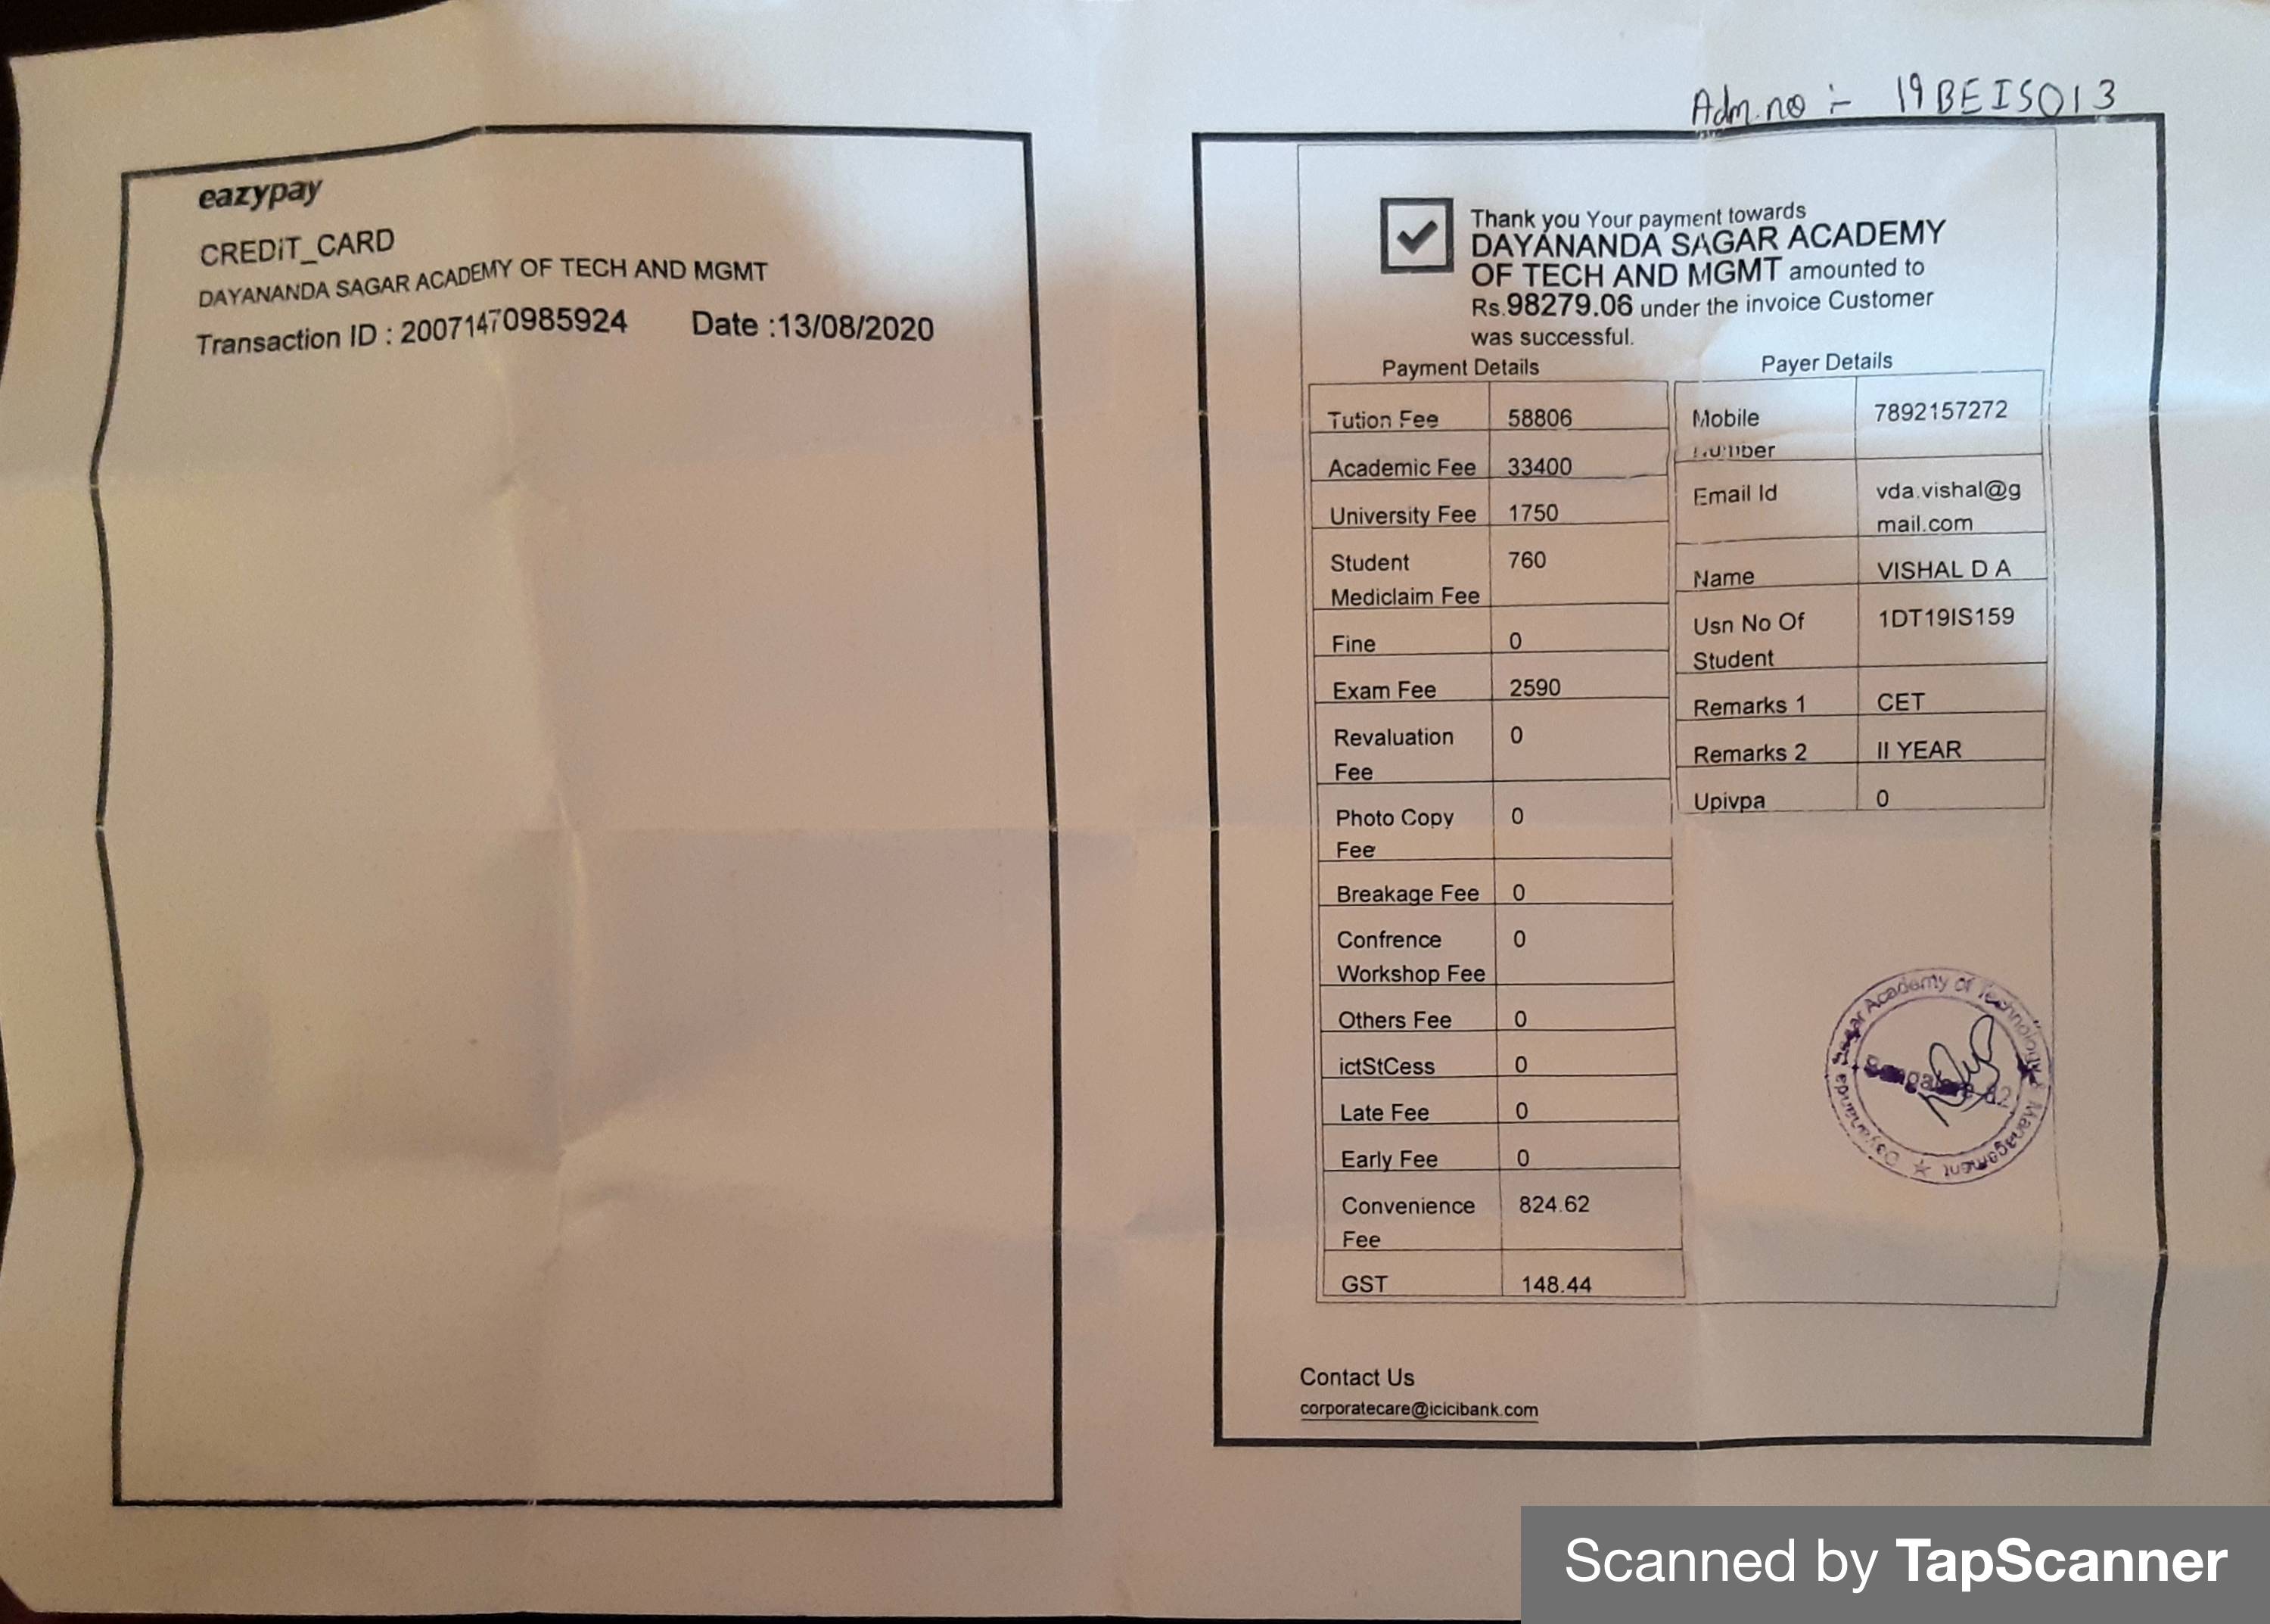 Adm.no :- 19BEIS013
eazypay
CREDIT_CARD
DAYANANDA SAGAR ACADEMY OF TECH AND MGMT
Transaction ID : 20071470985924 Date :13/08/2020
Thank you Your payment towards
DAYANANDA SAGAR ACADEMY
OF TECH AND MGMT amounted to
Rs.98279.06 under the invoice Customer
was successful.
Payment Details
Tution Fee 58806
Academic Fee 33400
University Fee 1750
Student 760
Mediclaim Fee
Fine 0
Exam Fee 2590
Revaluation 0
Fee
Photo Copy 0
Fee
Breakage Fee 0
Confrence 0
Workshop Fee
Others Fee 0
ictStCess 0
Late Fee 0
Early Fee 0
Convenience 824.62
Fee
GST 148.44
Payer Details
Mobile 7892157272
Number
Email Id vda.vishal@g
mail.com
Name VISHAL D A
Usn No Of 1DT19IS159
Student
Remarks 1 CET
Remarks 2 II YEAR
Upivpa 0
Dayananda Sagar Academy of Technology & Management
Bangalore-82
Contact Us
corporatecare@icicibank.com
Scanned by TapScanner